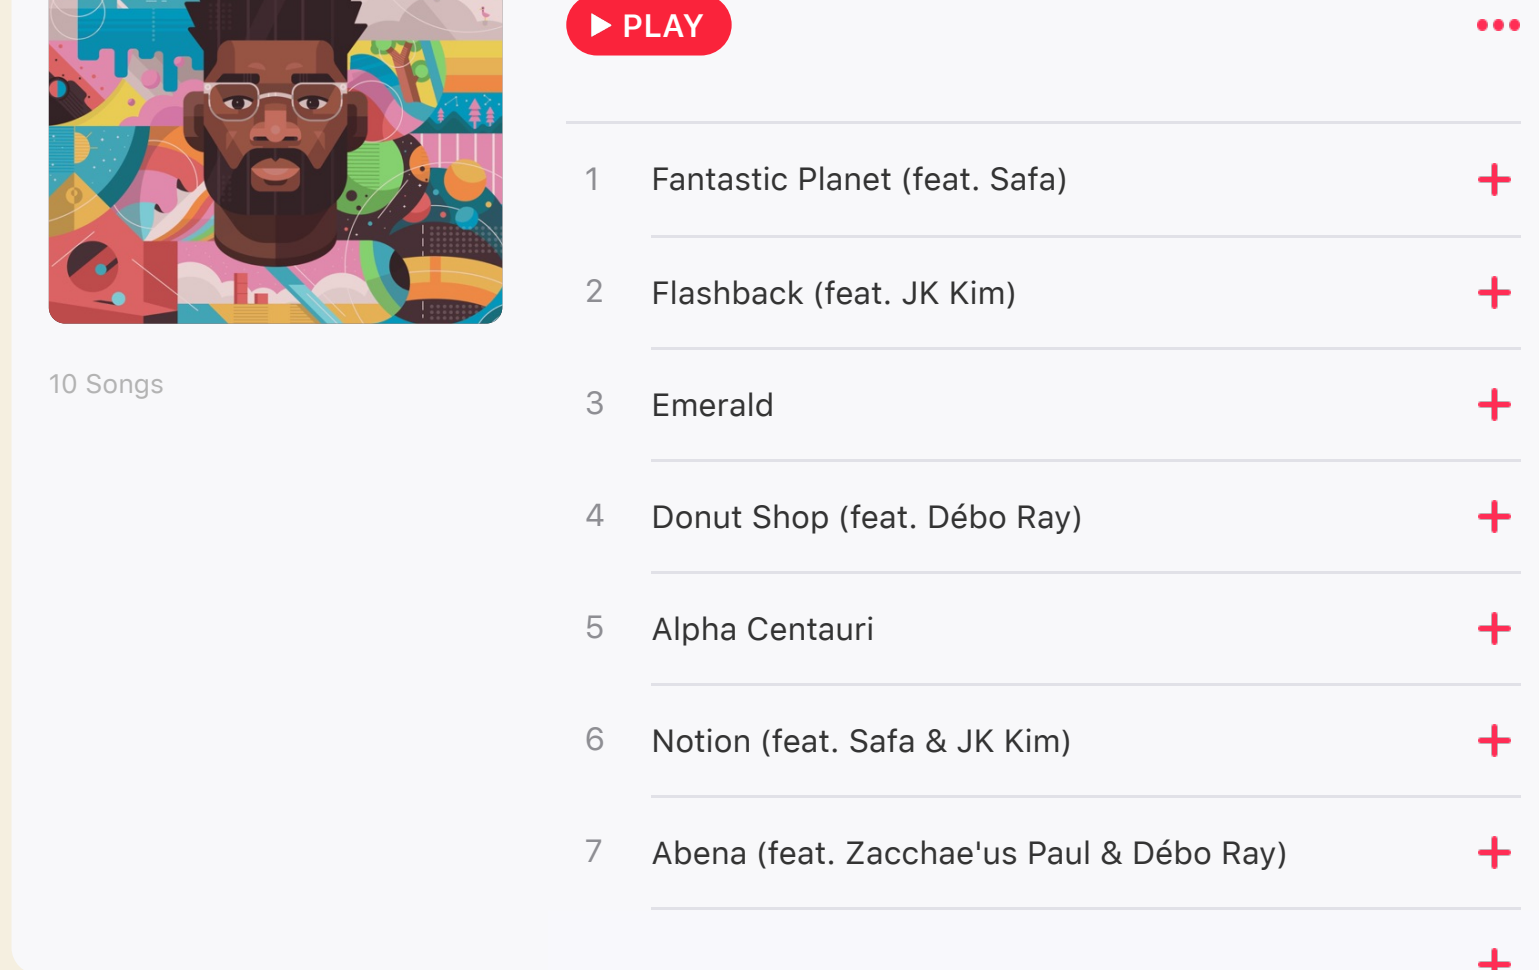 PLAY
1 Fantastic Planet (feat. Safa)
2 Flashback (feat. JK Kim)
10 Songs
3 Emerald
4 Donut Shop (feat. Débo Ray)
5 Alpha Centauri
6 Notion (feat. Safa & JK Kim)
7 Abena (feat. Zacchae'us Paul & Débo Ray)